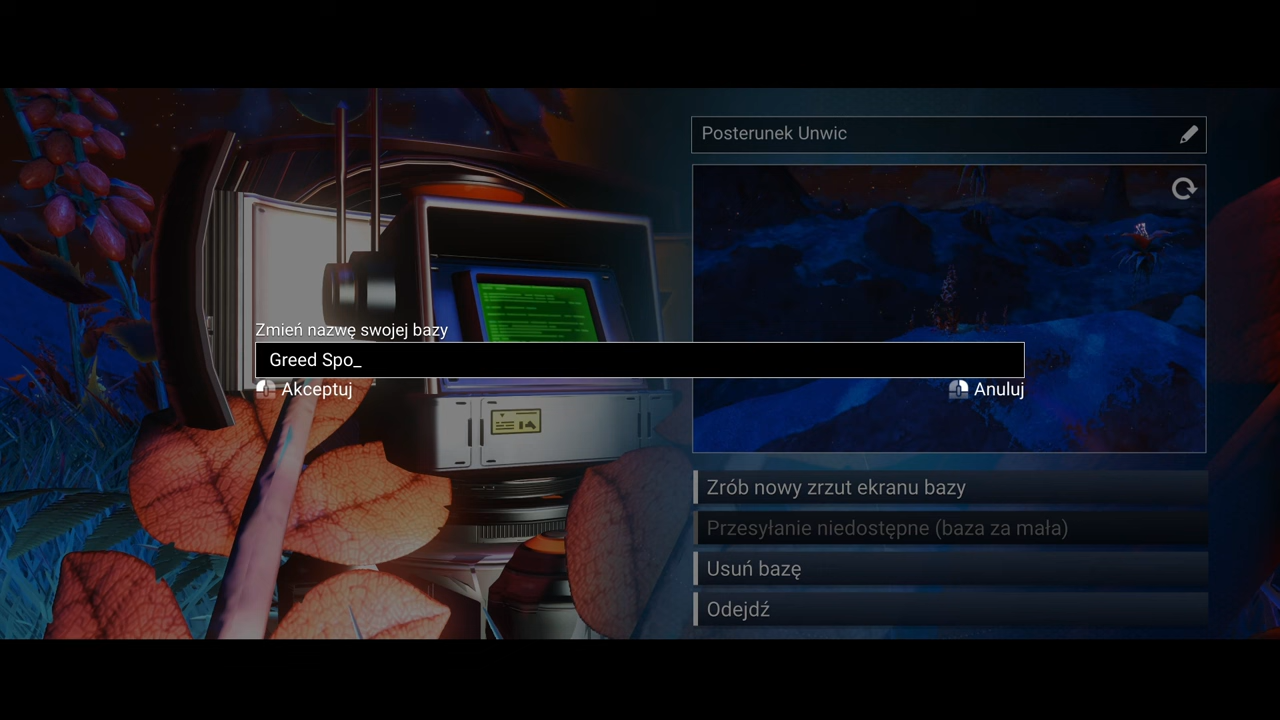 Posterunek Unwic
Zmień nazwę swojej bazy
Greed Spo_
Akceptuj
Anuluj
Zrób nowy zrzut ekranu bazy
Przesyłanie niedostępne (baza za mała)
Usuń bazę
Odejdź